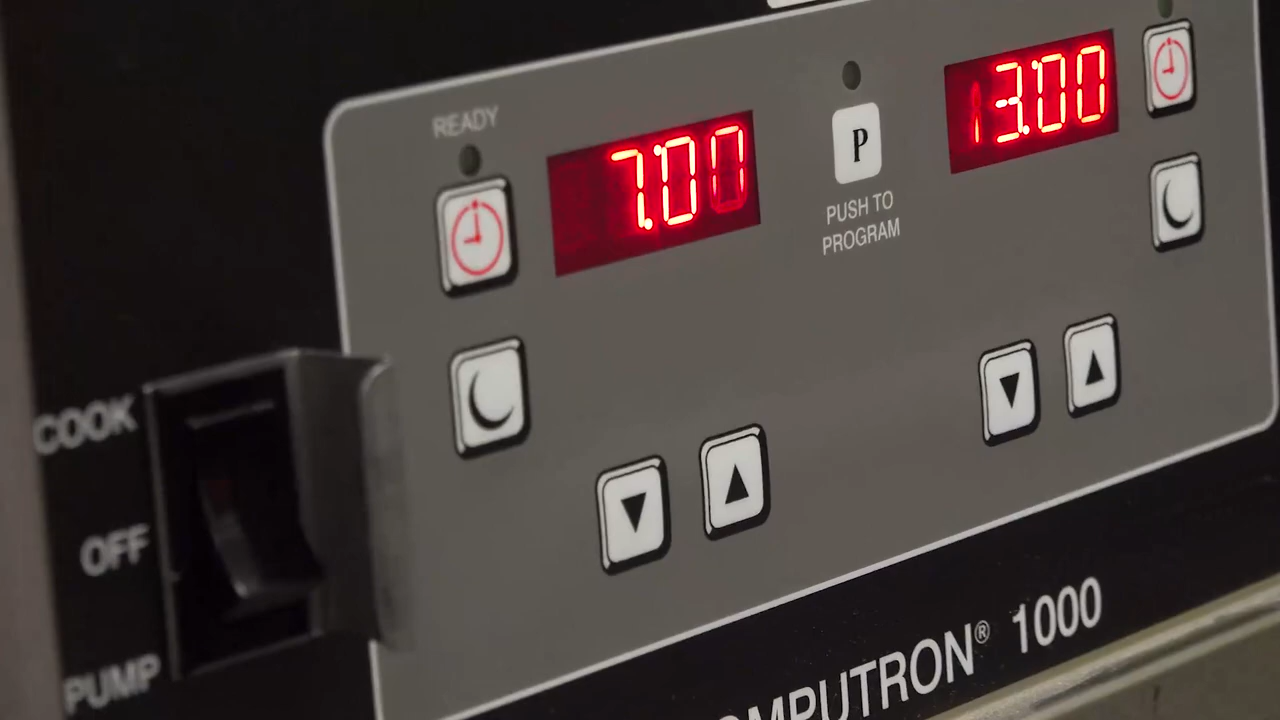 READY
7.00
P
PUSH TO
PROGRAM
13.00
COOK
OFF
PUMP
OMPUTRON® 1000